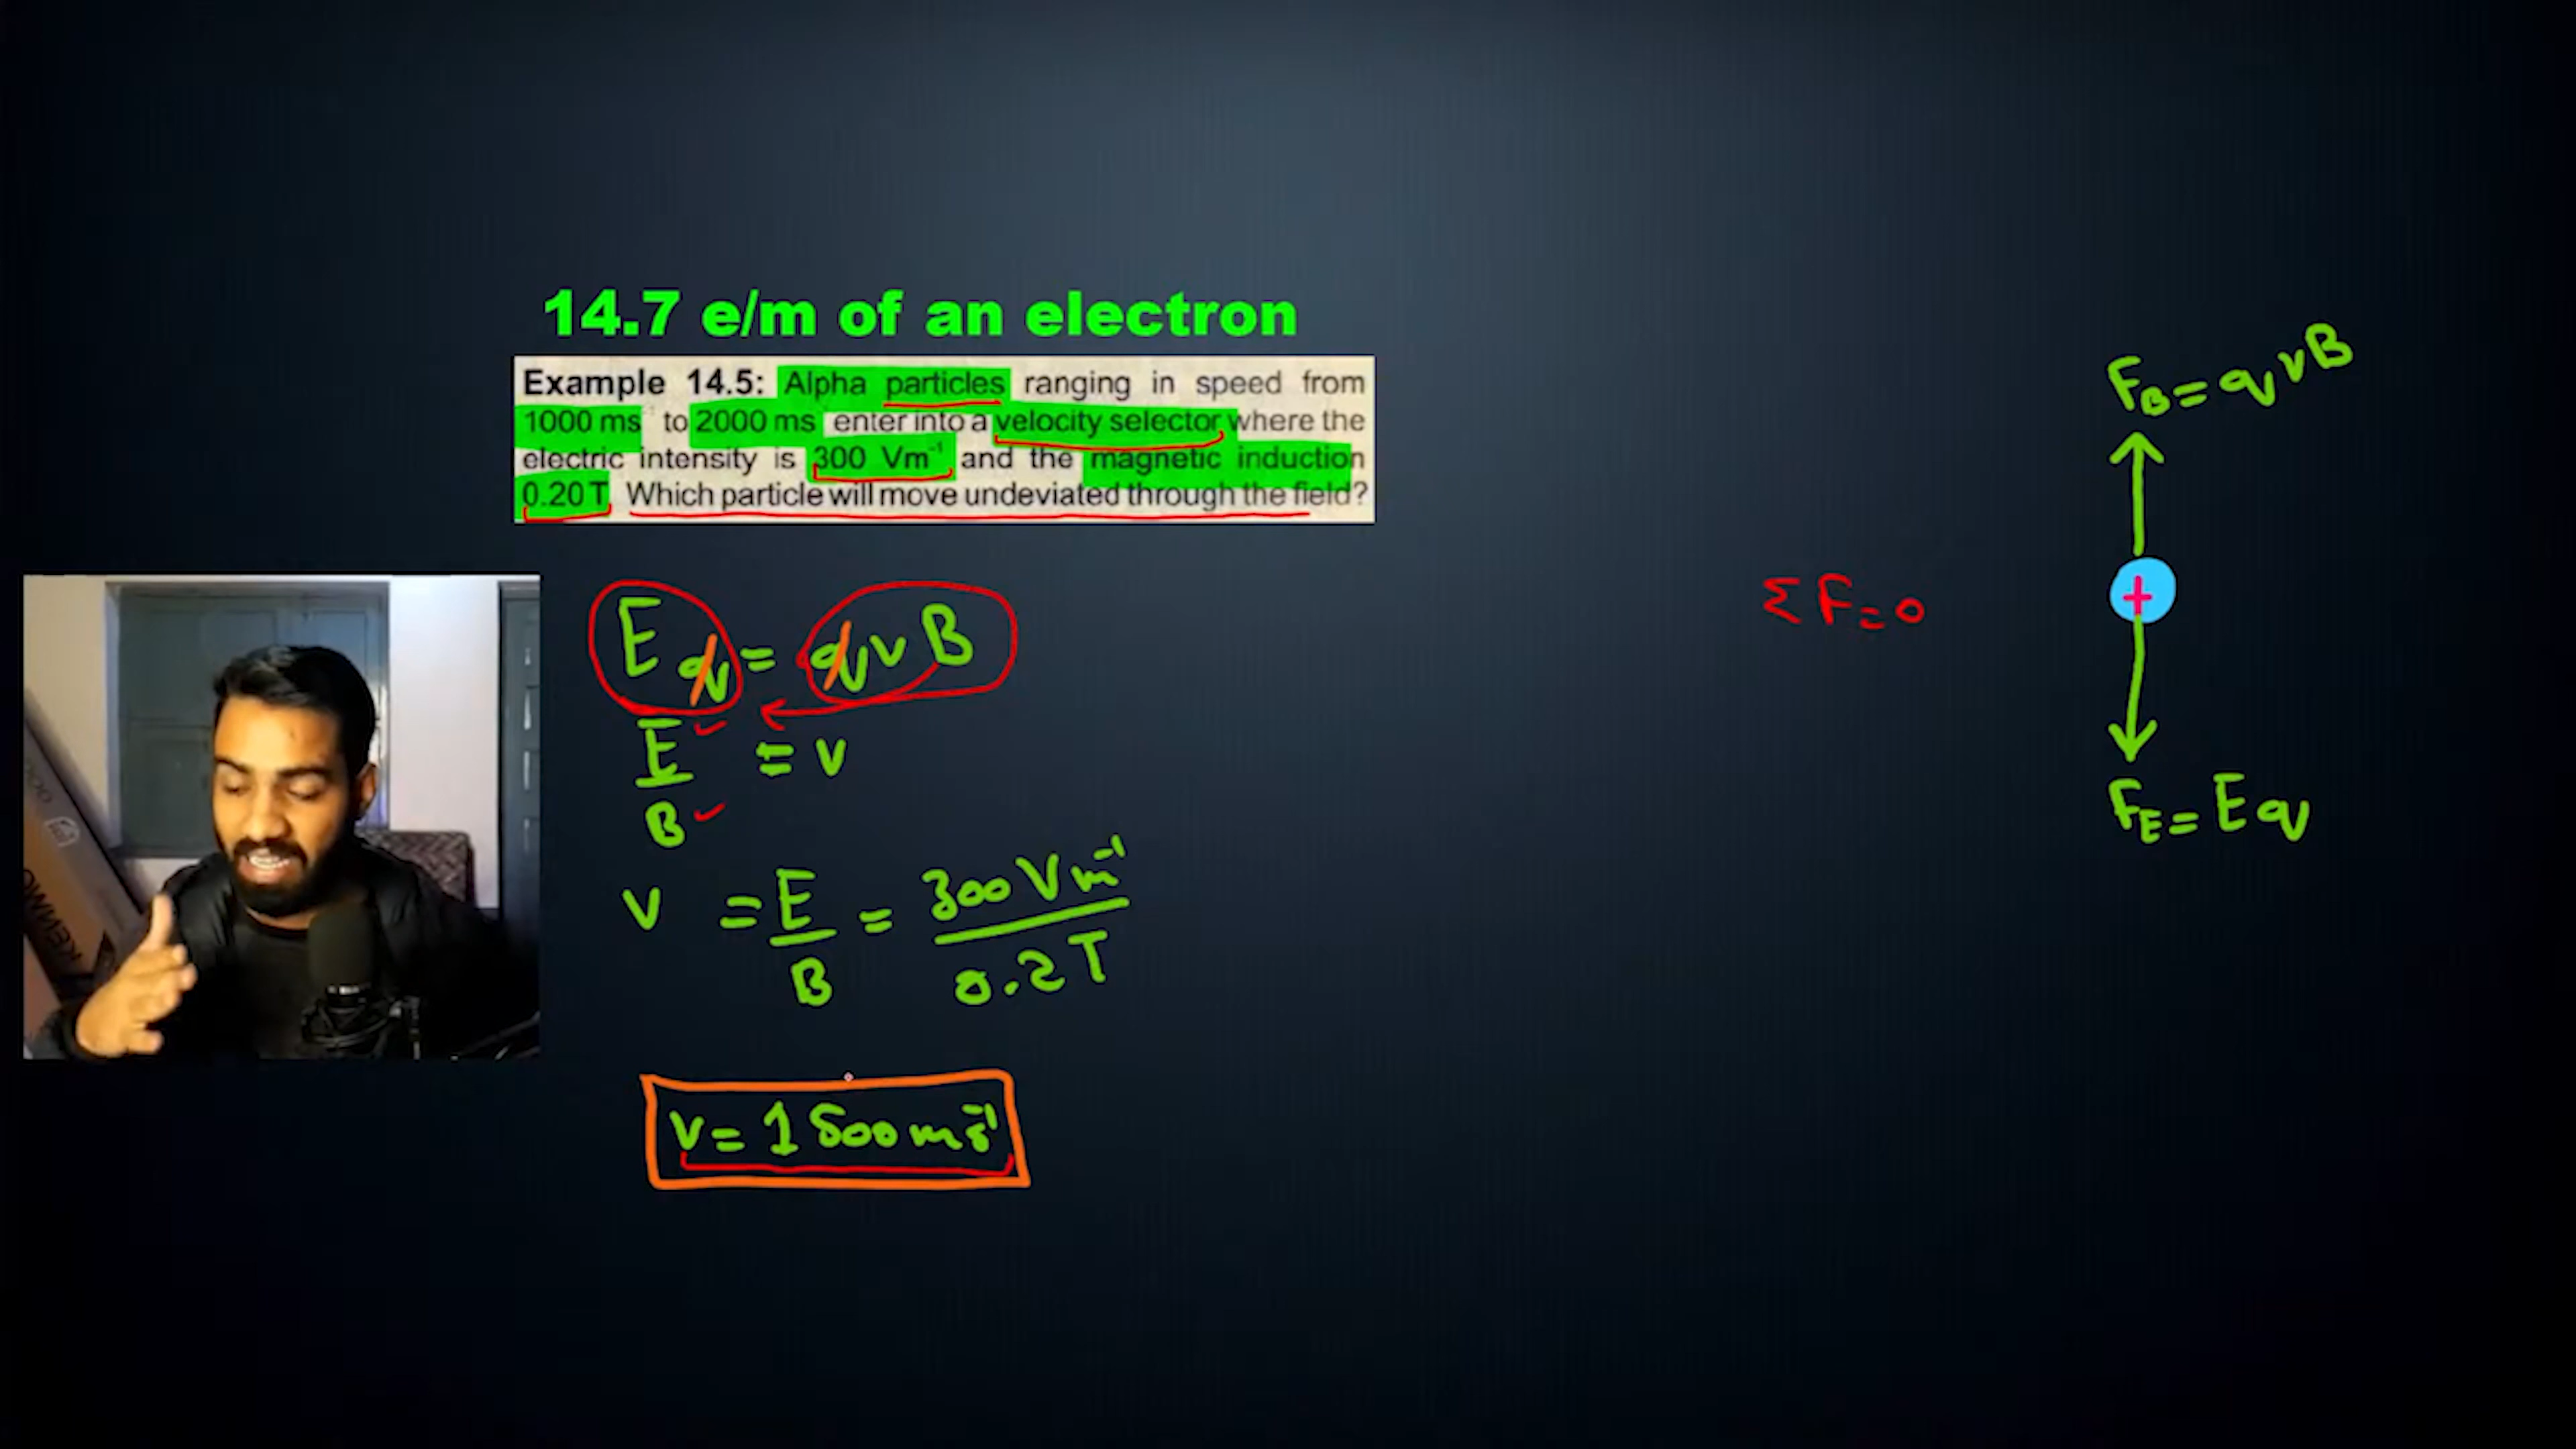 14.7 e/m of an electron
Example 14.5: Alpha particles ranging in speed from
1000 ms⁻¹ to 2000 ms enter into a velocity selector where the
electric intensity is 300 Vm⁻¹ and the magnetic induction
0.20 T Which particle will move undeviated through the field?
F_B = qvB
ΣF=0
Eq = qvB
E/B = v
F_E = Eq
v = E/B = 300 Vm⁻¹/0.2 T
v = 1500 ms⁻¹
KENWO